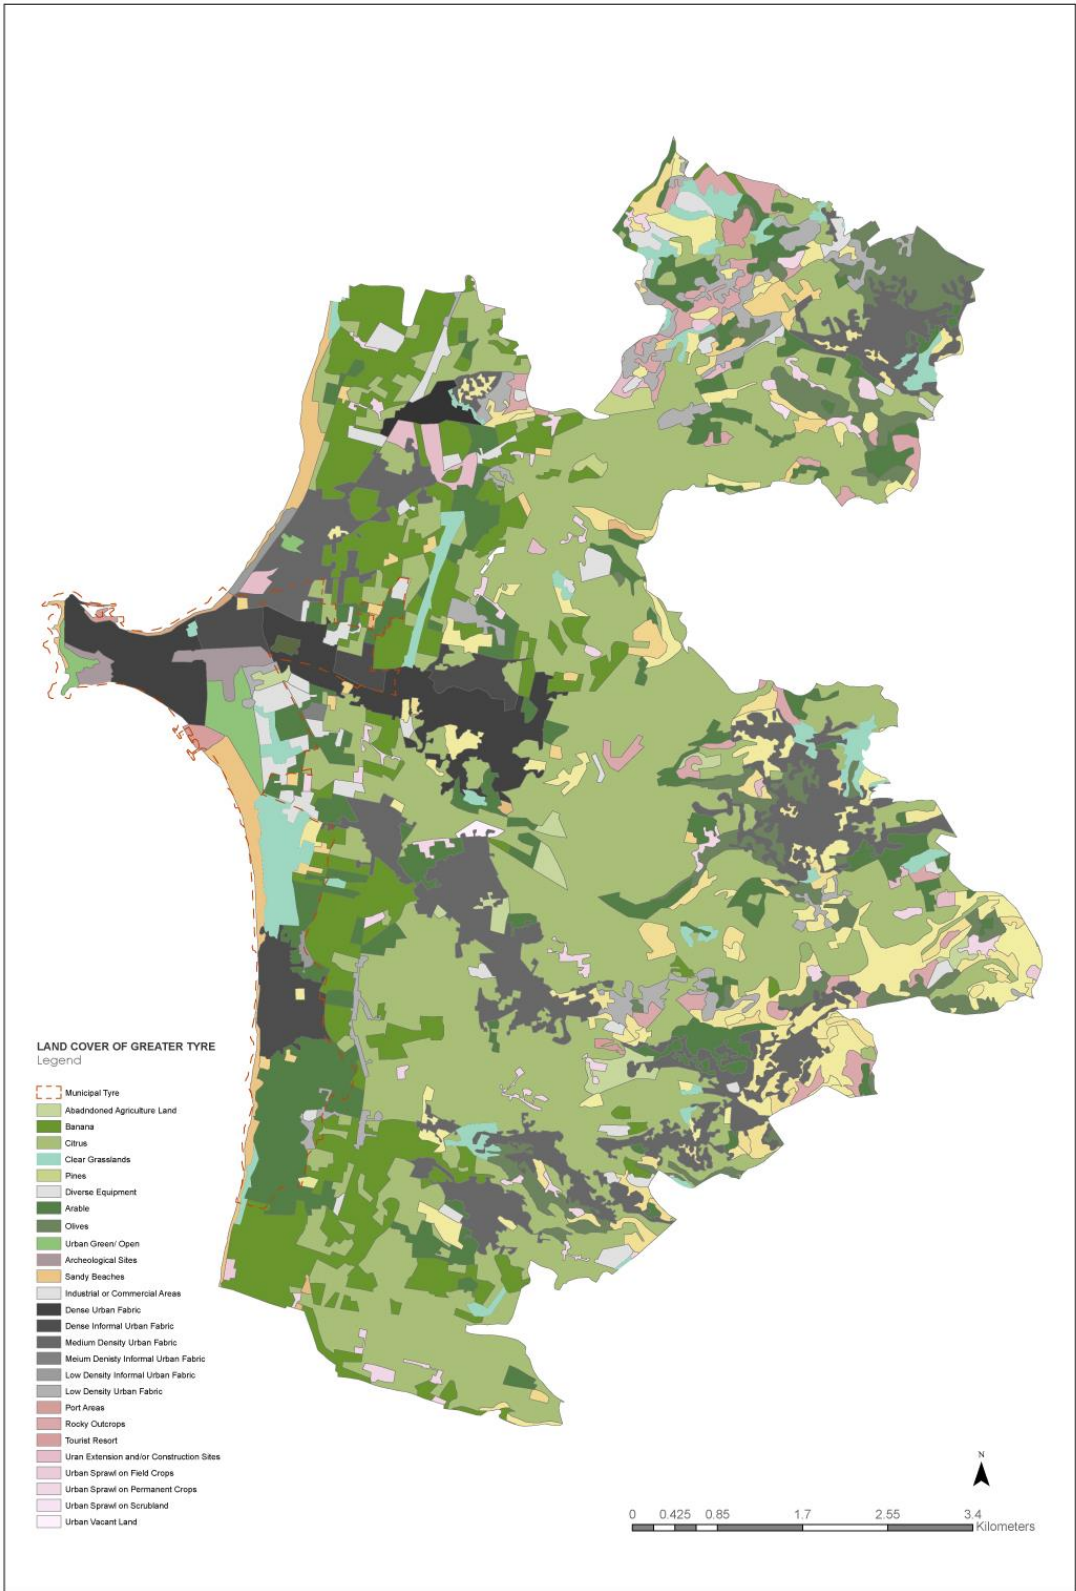 LAND COVER OF GREATER TYRE
Legend
Municipal Tyre
Abadndoned Agriculture Land
Banana
Citrus
Clear Grasslands
Pines
Diverse Equipment
Arable
Olives
Urban Green/ Open
Archeological Sites
Sandy Beaches
Industrial or Commercial Areas
Dense Urban Fabric
Dense Informal Urban Fabric
Medium Density Urban Fabric
Meium Denisty Informal Urban Fabric
Low Density Informal Urban Fabric
Low Density Urban Fabric
Port Areas
Rocky Outcrops
Tourist Resort
Uran Extension and/or Construction Sites
Urban Sprawl on Field Crops
Urban Sprawl on Permanent Crops
Urban Sprawl on Scrubland
Urban Vacant Land
N
0 0.425 0.85 1.7 2.55 3.4
Kilometers